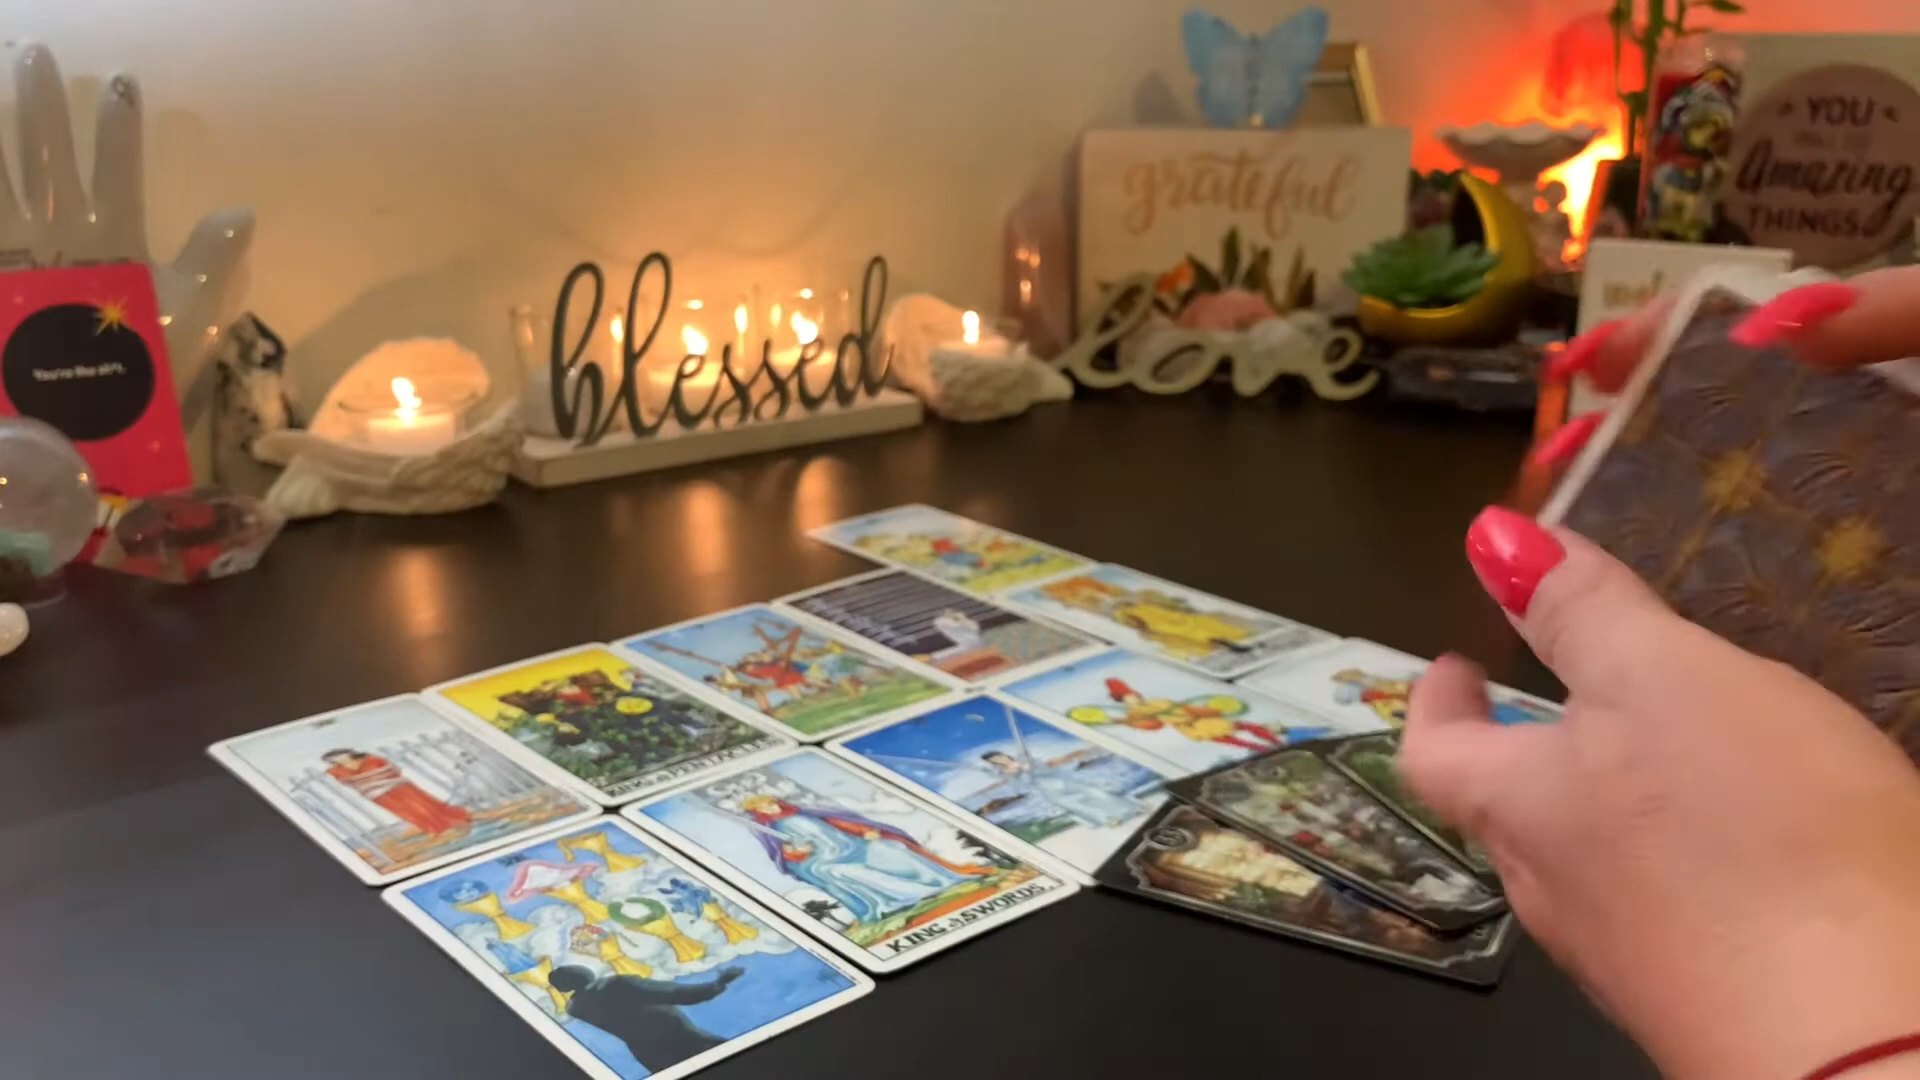 YOU
Amazing
THINGS.
grateful
You're the sh*t.
blessed
love
KING of PENTACLES.
KING of SWORDS.